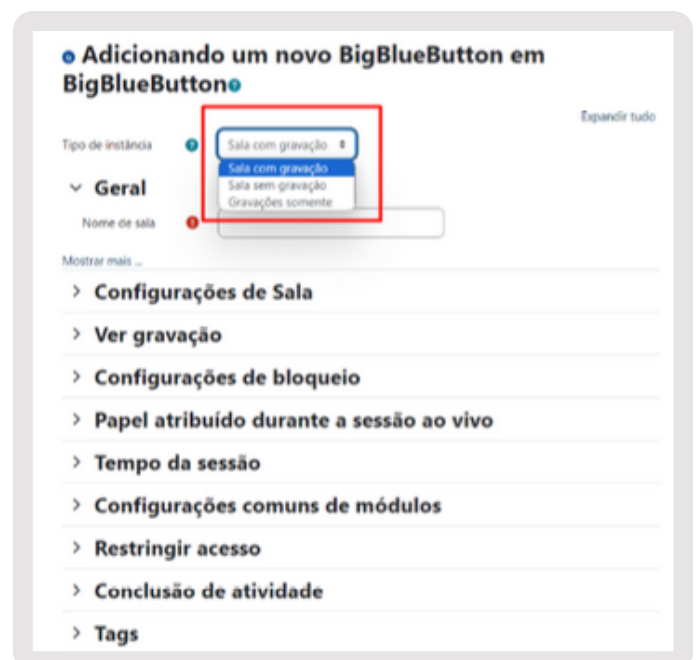 Adicionando um novo BigBlueButton em
BigBlueButton
Expandir tudo
Tipo de instância
Sala com gravação
Sala com gravação
Sala sem gravação
Gravações somente
Geral
Nome de sala
Mostrar mais ...
Configurações de Sala
Ver gravação
Configurações de bloqueio
Papel atribuído durante a sessão ao vivo
Tempo da sessão
Configurações comuns de módulos
Restringir acesso
Conclusão de atividade
Tags